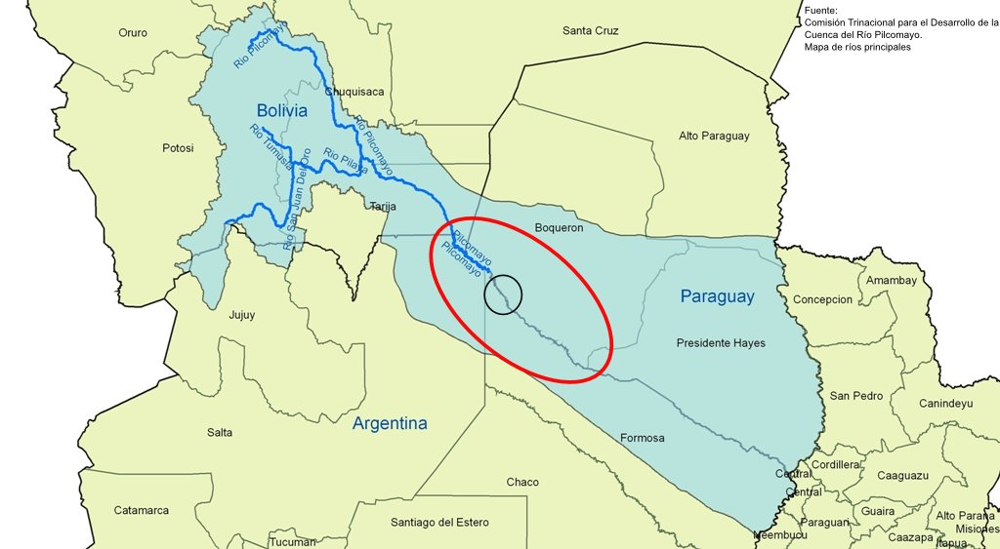 Fuente:
Comisión Trinacional para el Desarrollo de la
Cuenca del Río Pilcomayo.
Mapa de ríos principales
Oruro
Santa Cruz
Rio Pilcomayo
Chuquisaca
Bolivia
Potosi
Rio Tumusla
Rio Pilaya
Rio Pilcomayo
Alto Paraguay
Rio San Juan Del Oro
Tarija
Boqueron
Pilcomayo
Pilcomayo
Paraguay
Amambay
Concepcion
Jujuy
Presidente Hayes
San Pedro
Canindeyu
Salta
Argentina
Formosa
Central
Cordillera
Caaguazu
Chaco
Central
Catamarca
Santiago del Estero
Paraguari
Guaira
Alto Parana
Misiones
Tucuman
Neembucu
Caazapa
Itapua